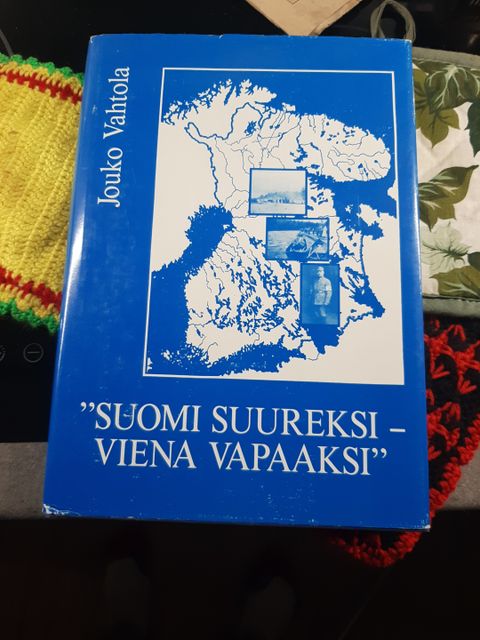 Jouko Vahtola
”SUOMI SUUREKSI –
VIENA VAPAAKSI”